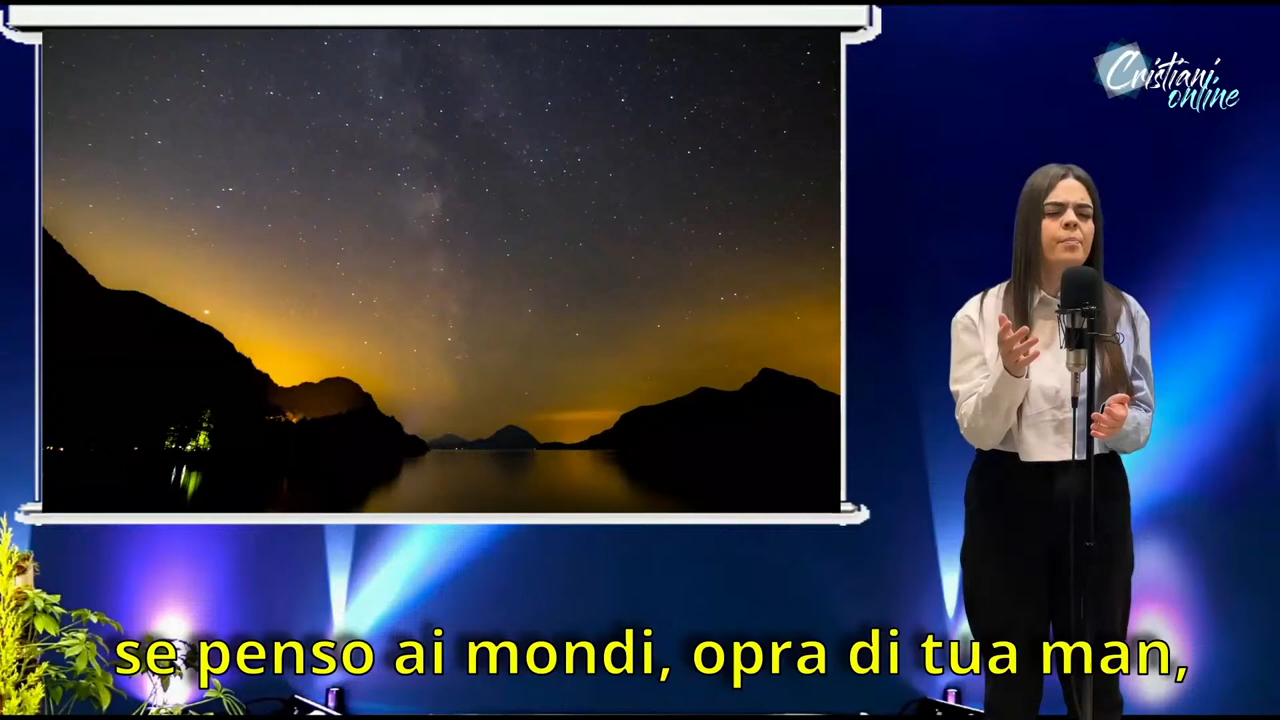 Cristiani
online
se penso ai mondi, opra di tua man,